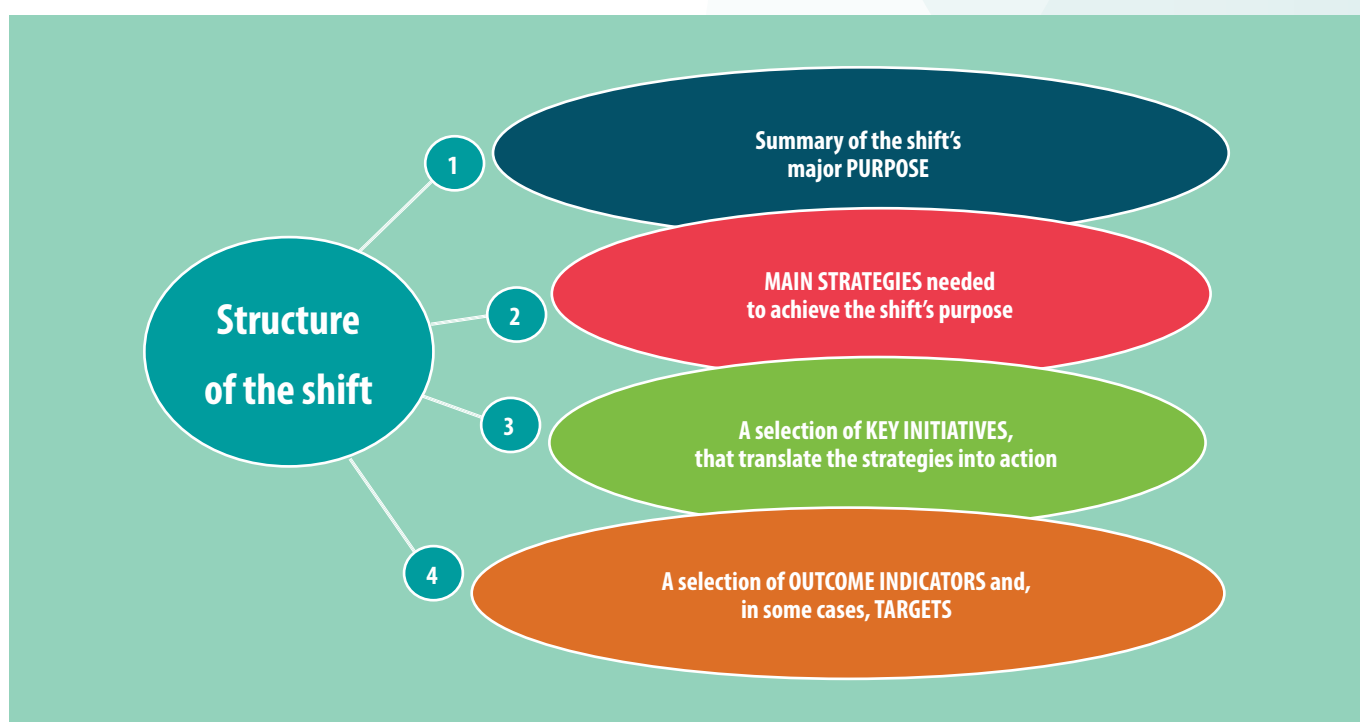 Structure
of the shift
1
Summary of the shift’s
major PURPOSE
2
MAIN STRATEGIES needed
to achieve the shift’s purpose
3
A selection of KEY INITIATIVES,
that translate the strategies into action
4
A selection of OUTCOME INDICATORS and,
in some cases, TARGETS